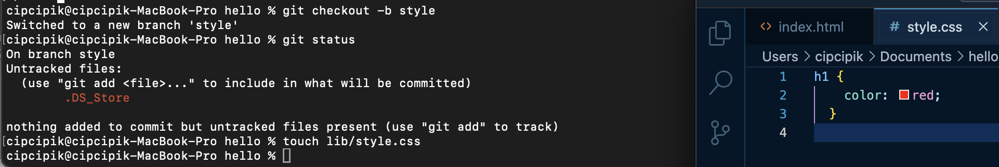 cipcipik@cipcipik-MacBook-Pro hello % git checkout -b style
Switched to a new branch 'style'
[cipcipik@cipcipik-MacBook-Pro hello % git status
On branch style
Untracked files:
(use "git add <file>..." to include in what will be committed)
.DS_Store
nothing added to commit but untracked files present (use "git add" to track)
[cipcipik@cipcipik-MacBook-Pro hello % touch lib/style.css
cipcipik@cipcipik-MacBook-Pro hello %
<> index.html
# style.css ×
Users > cipcipik > Documents > hello
1 h1 {
2 color: red;
3 }
4